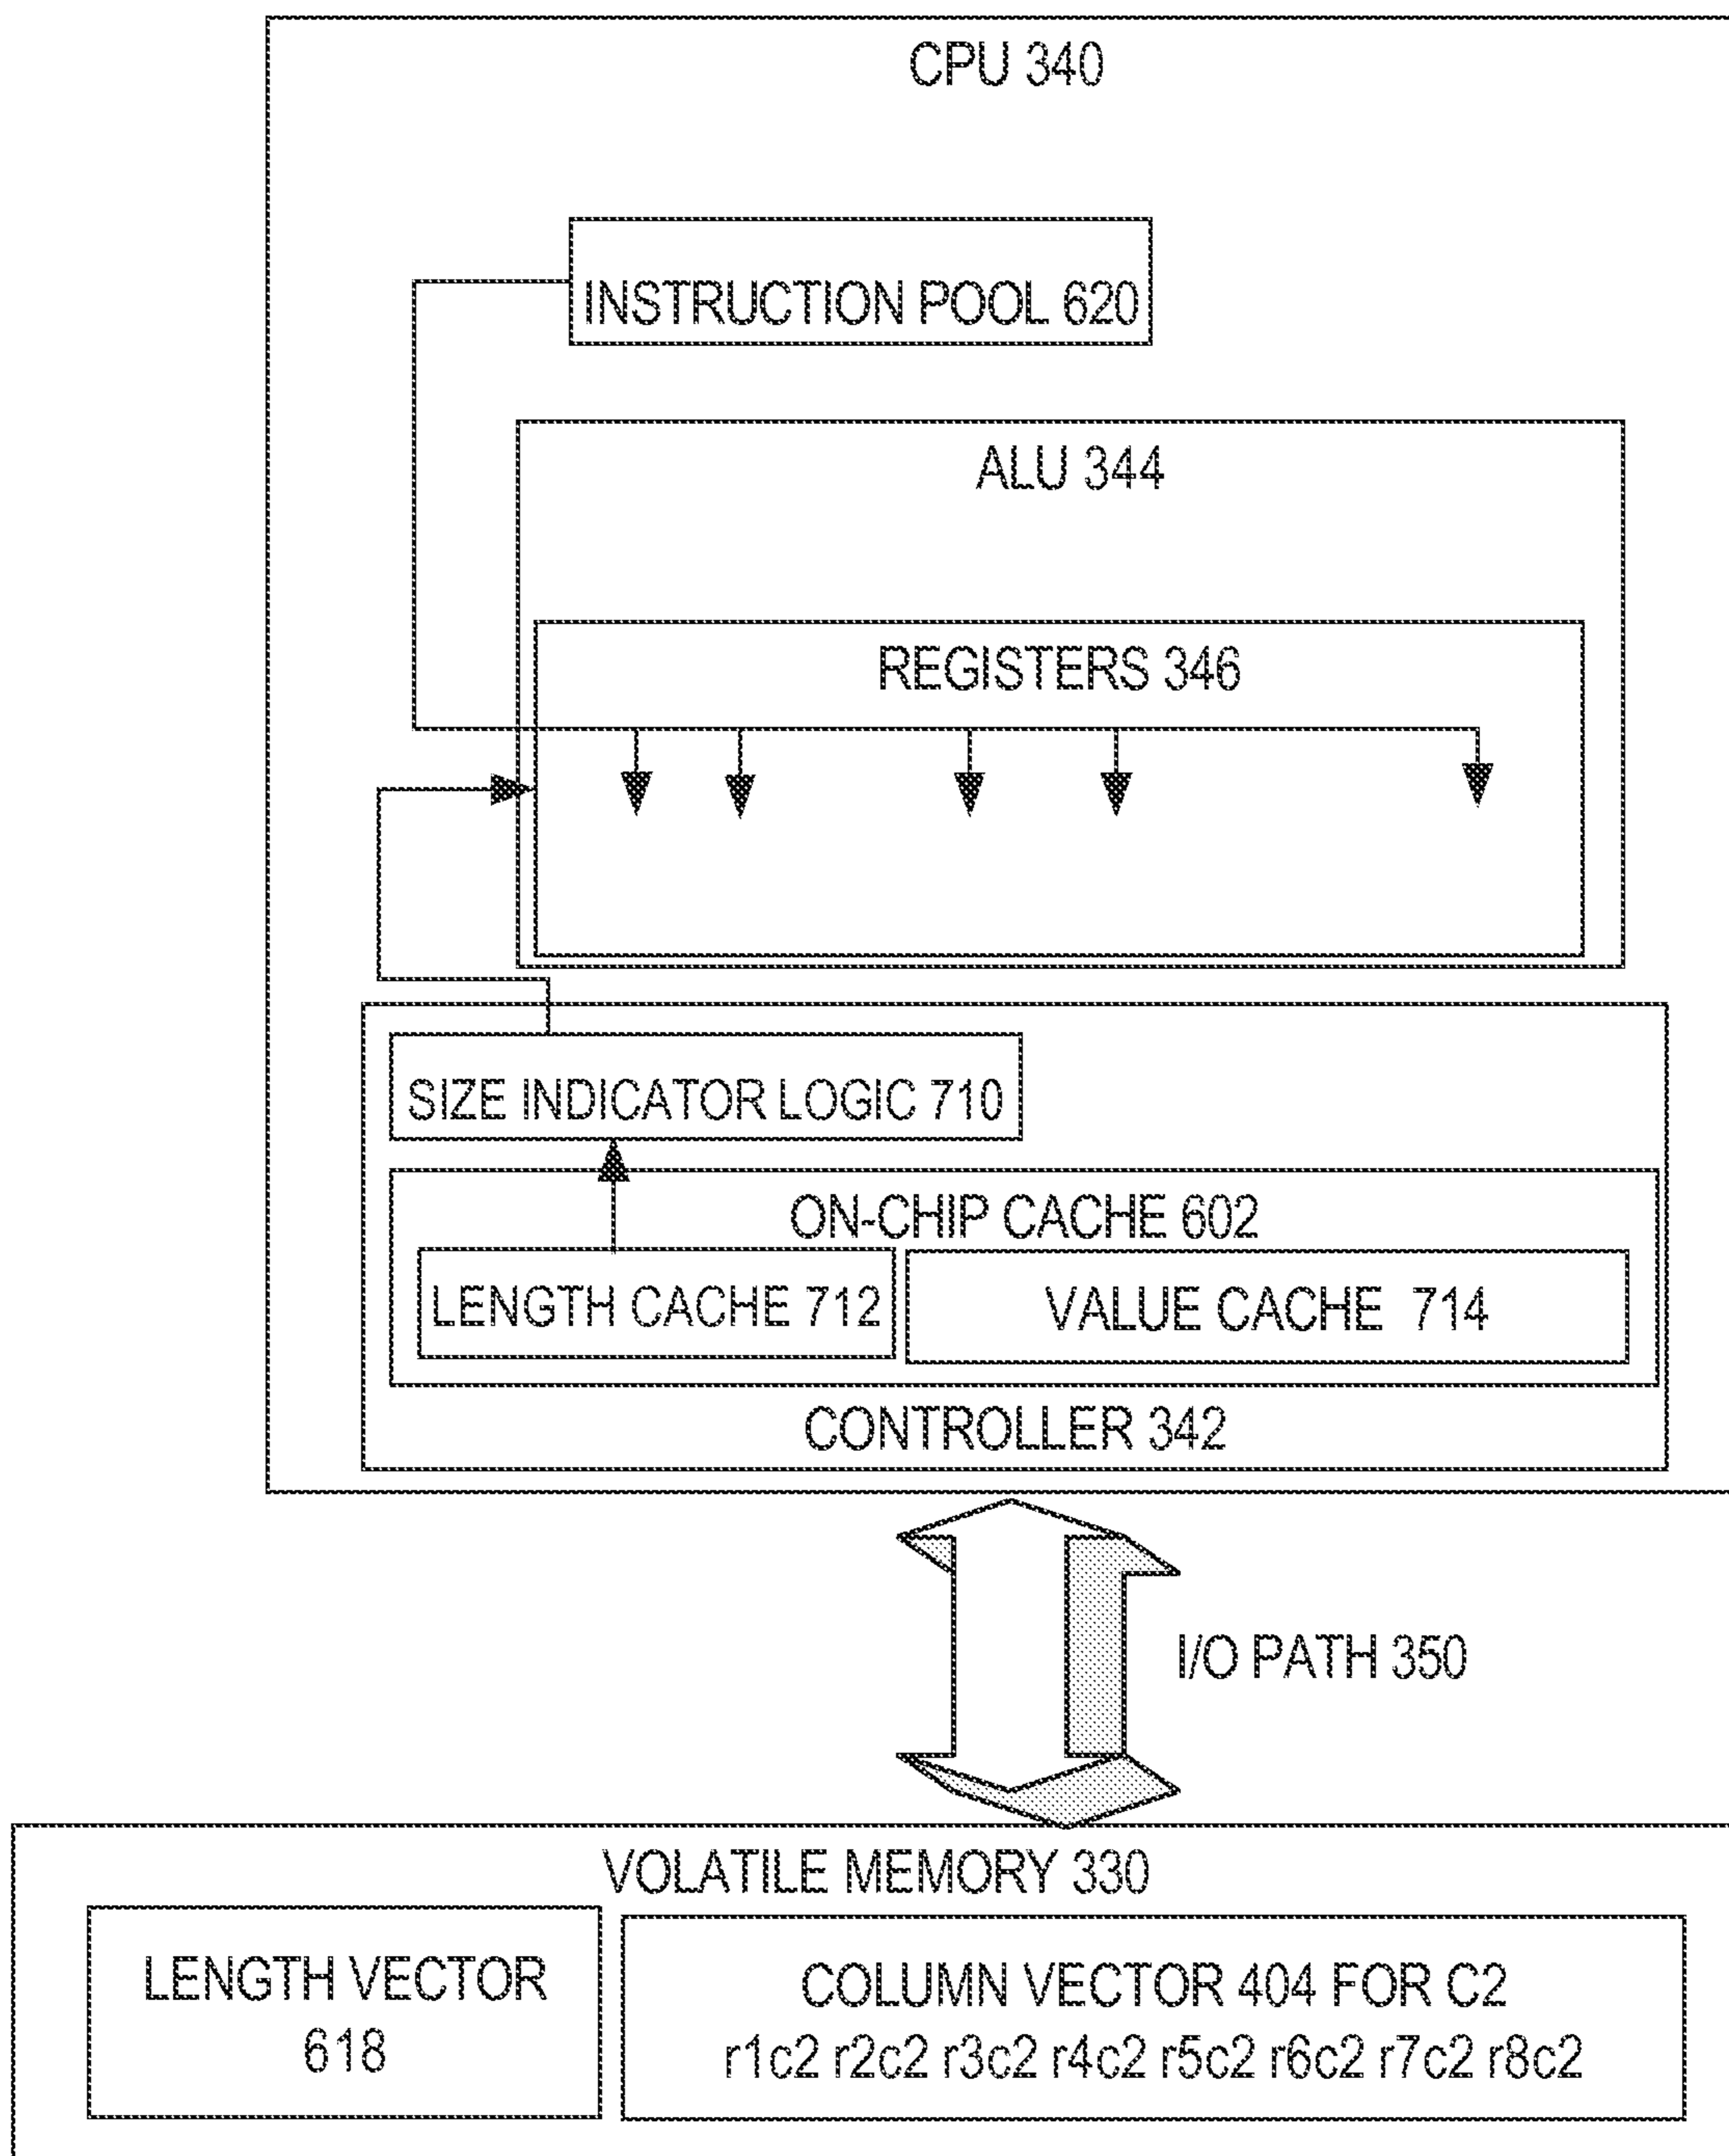 CPU 340
INSTRUCTION POOL 620
ALU 344
REGISTERS 346
SIZE INDICATOR LOGIC 710
ON-CHIP CACHE 602
LENGTH CACHE 712
VALUE CACHE 714
CONTROLLER 342
I/O PATH 350
VOLATILE MEMORY 330
LENGTH VECTOR
618
COLUMN VECTOR 404 FOR C2
r1c2 r2c2 r3c2 r4c2 r5c2 r6c2 r7c2 r8c2